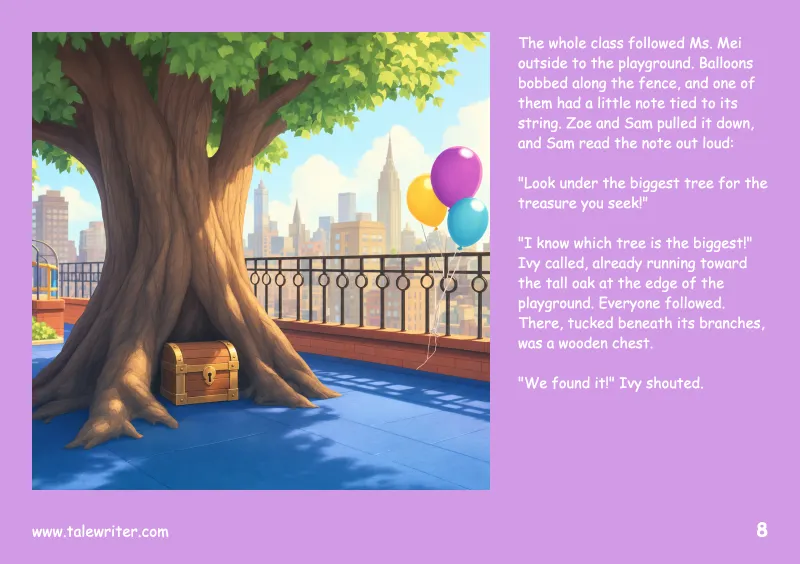 The whole class followed Ms. Mei
outside to the playground. Balloons
bobbed along the fence, and one of
them had a little note tied to its
string. Zoe and Sam pulled it down,
and Sam read the note out loud:
"Look under the biggest tree for the
treasure you seek!"
"I know which tree is the biggest!"
Ivy called, already running toward
the tall oak at the edge of the
playground. Everyone followed.
There, tucked beneath its branches,
was a wooden chest.
"We found it!" Ivy shouted.
www.talewriter.com
8